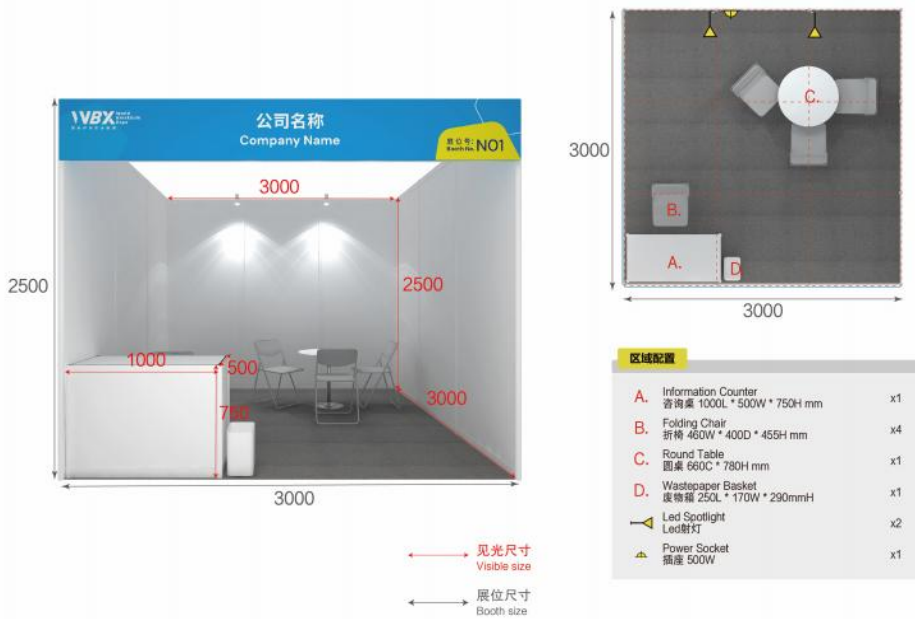 WBX
World
Expo
公司名称
Company Name
展位号:
Booth No.
N01
3000
2500
2500
1000
500
750
3000
3000
见光尺寸
Visible size
展位尺寸
Booth size
C.
B.
A.
D
3000
3000
区域配置
A. Information Counter
咨询桌 1000L * 500W * 750H mm x1
B. Folding Chair
折椅 460W * 400D * 455H mm x4
C. Round Table
圆桌 660C * 780H mm x1
D. Wastepaper Basket
废物箱 250L * 170W * 290mmH x1
Led Spotlight
Led射灯 x2
Power Socket
插座 500W x1